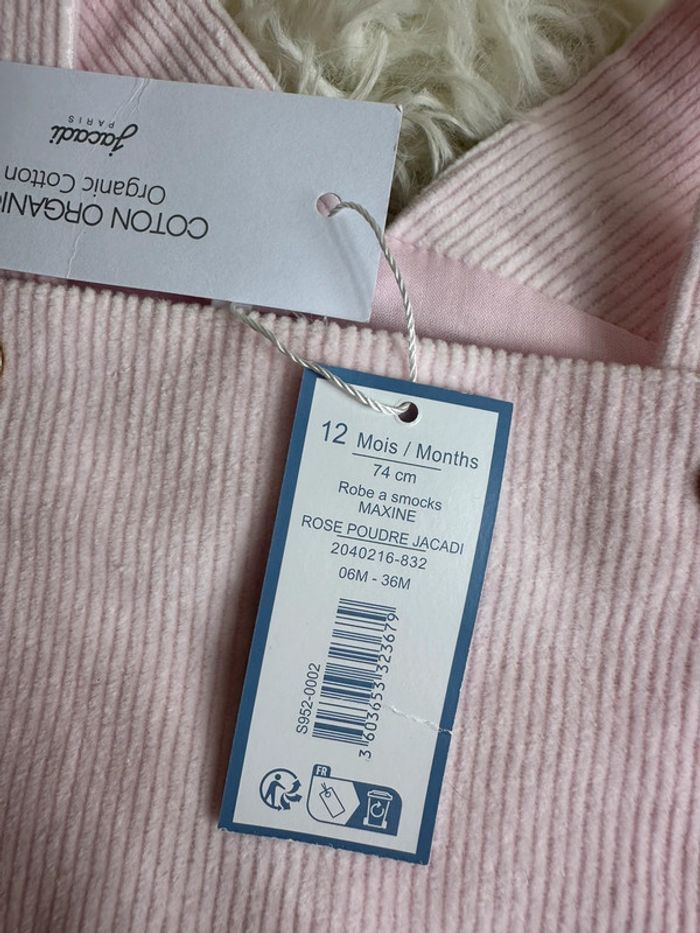 Jacadi
PARIS
COTON ORGANI
Organic Cotton
12 Mois / Months
74 cm
Robe a smocks
MAXINE
ROSE POUDRE JACADI
2040216-832
06M - 36M
S952-0002
3 603653 323679
FR